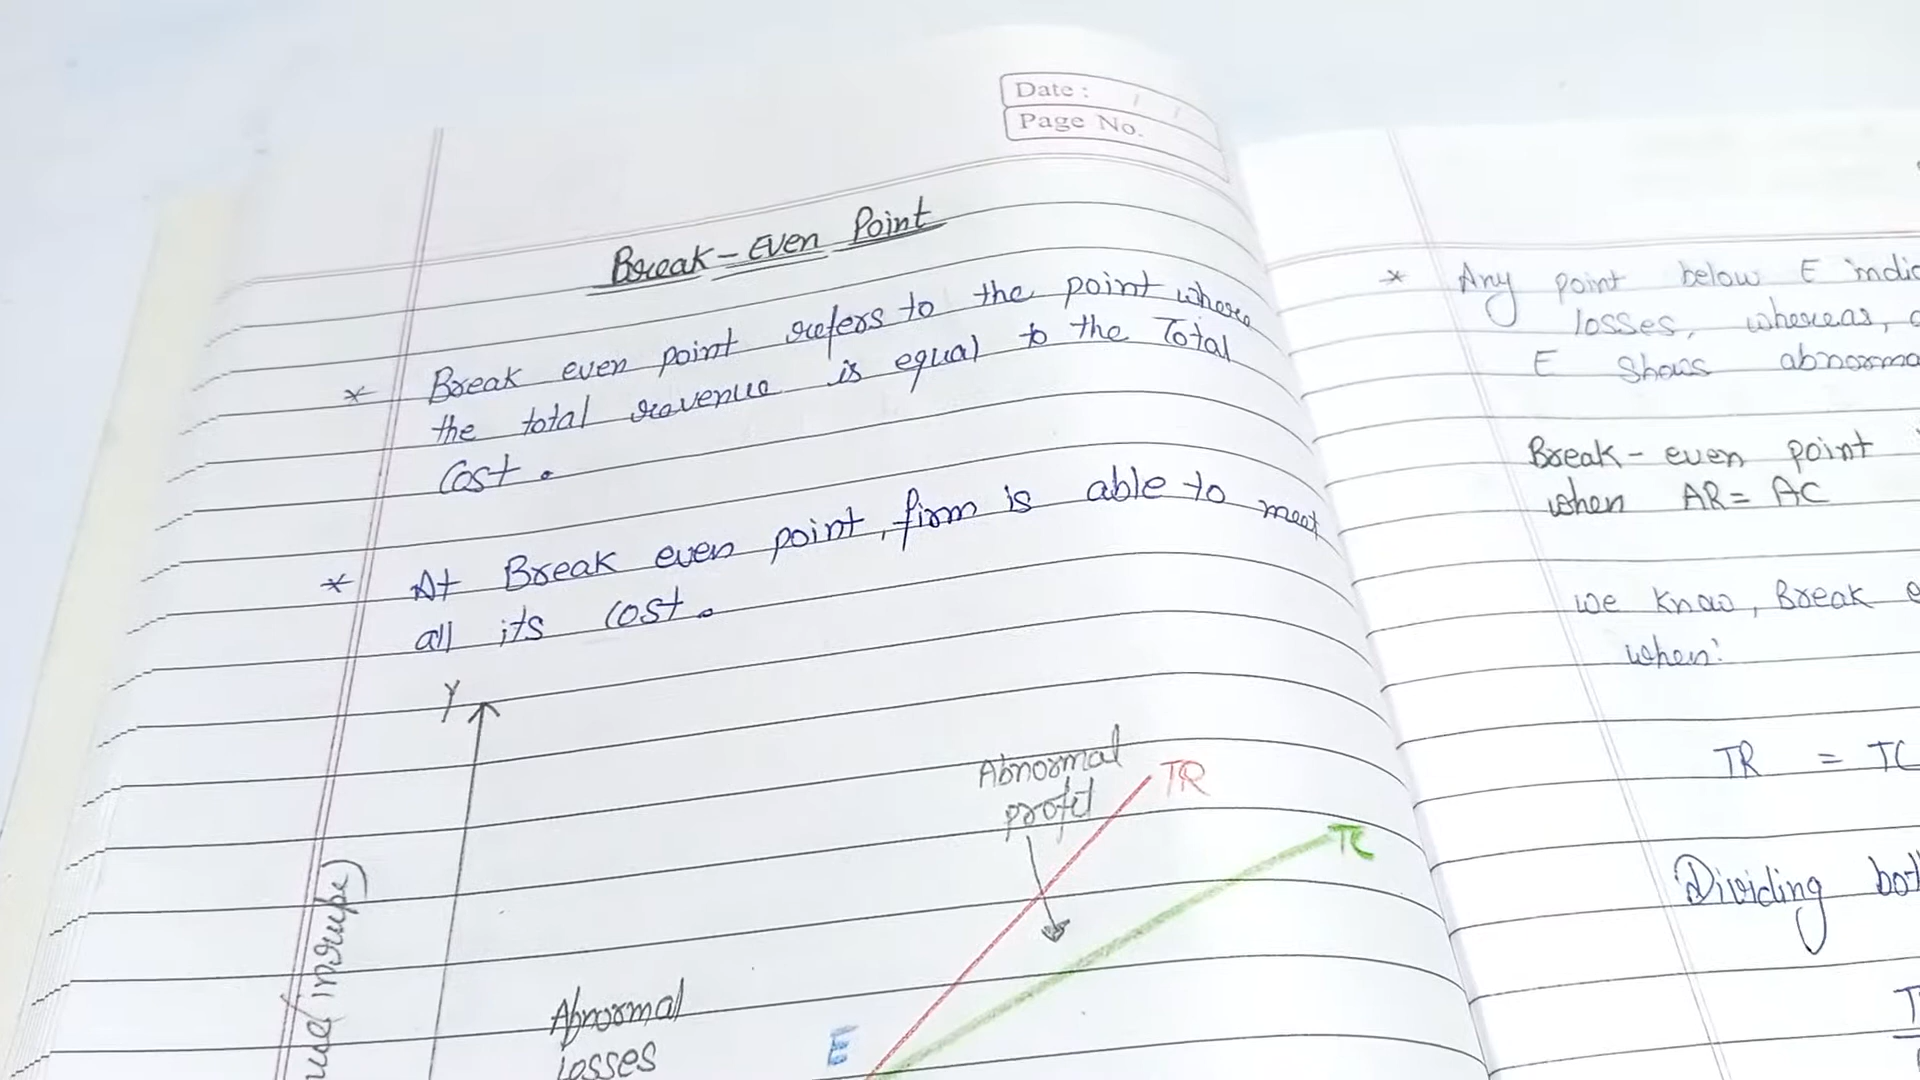 Date :
Page No.
Break-Even Point
* Break even point refers to the point where
the total revenue is equal to the Total
Cost.
* At Break even point, firm is able to meet
all its cost.
Y
Abnormal
profit
TR
TC
Abnormal
losses
E
(in rupe)
* Any point below E indic
losses, whereas,
E shows abnorma
Break-even point
when AR = AC
we know, Break e
when:
TR = TC
Dividing bot
T